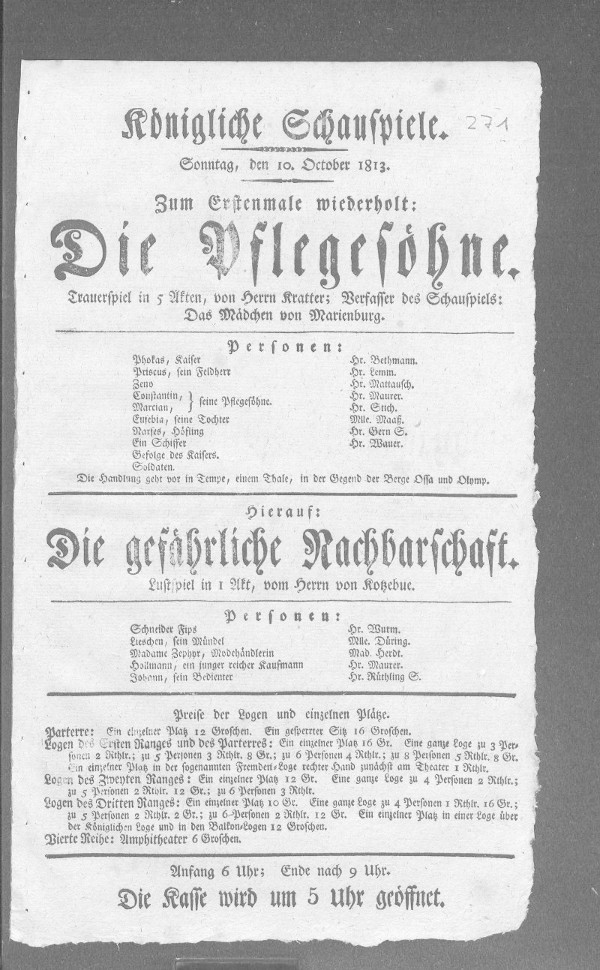 Königliche Schauspiele.
271
Sonntag, den 10. October 1813.
Zum Erstenmale wiederholt:
Die Pflegesöhne.
Trauerspiel in 5 Akten, von Herrn Kratter; Verfasser des Schauspiels:
Das Mädchen von Marienburg.
Personen:
Phokas, Kaiser Hr. Bethmann.
Priscus, sein Feldherr Hr. Lemm.
Zeno Hr. Mattausch.
Constantin, } seine Pflegesöhne. Hr. Maurer.
Marcian, Hr. Stich.
Eusebia, seine Tochter Mlle. Maaß.
Narses, Höfling Hr. Gern S.
Ein Schiffer Hr. Wauer.
Gefolge des Kaisers.
Soldaten.
Die Handlung geht vor in Tempe, einem Thale, in der Gegend der Berge Ossa und Olymp.
Hierauf:
Die gefährliche Nachbarschaft.
Lustspiel in 1 Akt, vom Herrn von Kotzebue.
Personen:
Schneider Fips Hr. Wurm.
Lieschen, sein Mündel Mlle. Düring.
Madame Zephyr, Modehändlerin Mad. Herdt.
Hollmann, ein junger reicher Kaufmann Hr. Maurer.
Johann, sein Bedienter Hr. Rüthling S.
Preise der Logen und einzelnen Plätze.
Parterre: Ein einzelner Platz 12 Groschen. Ein gesperrter Sitz 16 Groschen.
Logen des Ersten Ranges und des Parterres: Ein einzelner Platz 16 Gr. Eine ganze Loge zu 3 Per-
sonen 2 Rthlr.; zu 5 Personen 3 Rthlr. 8 Gr.; zu 6 Personen 4 Rthlr.; zu 8 Personen 5 Rthlr. 8 Gr.
Ein einzelner Platz in der sogenannten Fremden-Loge rechter Hand zunächst am Theater 1 Rthlr.
Logen des Zweyten Ranges: Ein einzelner Platz 12 Gr. Eine ganze Loge zu 4 Personen 2 Rthlr.;
zu 5 Personen 2 Rthlr. 12 Gr.; zu 6 Personen 3 Rthlr.
Logen des Dritten Ranges: Ein einzelner Platz 10 Gr. Eine ganze Loge zu 4 Personen 1 Rthlr. 16 Gr.;
zu 5 Personen 2 Rthlr. 2 Gr.; zu 6 Personen 2 Rthlr. 12 Gr. Ein einzelner Platz in einer Loge über
der Königlichen Loge und in den Balkon-Logen 12 Groschen.
Vierte Reihe: Amphitheater 6 Groschen.
Anfang 6 Uhr; Ende nach 9 Uhr.
Die Kasse wird um 5 Uhr geöffnet.